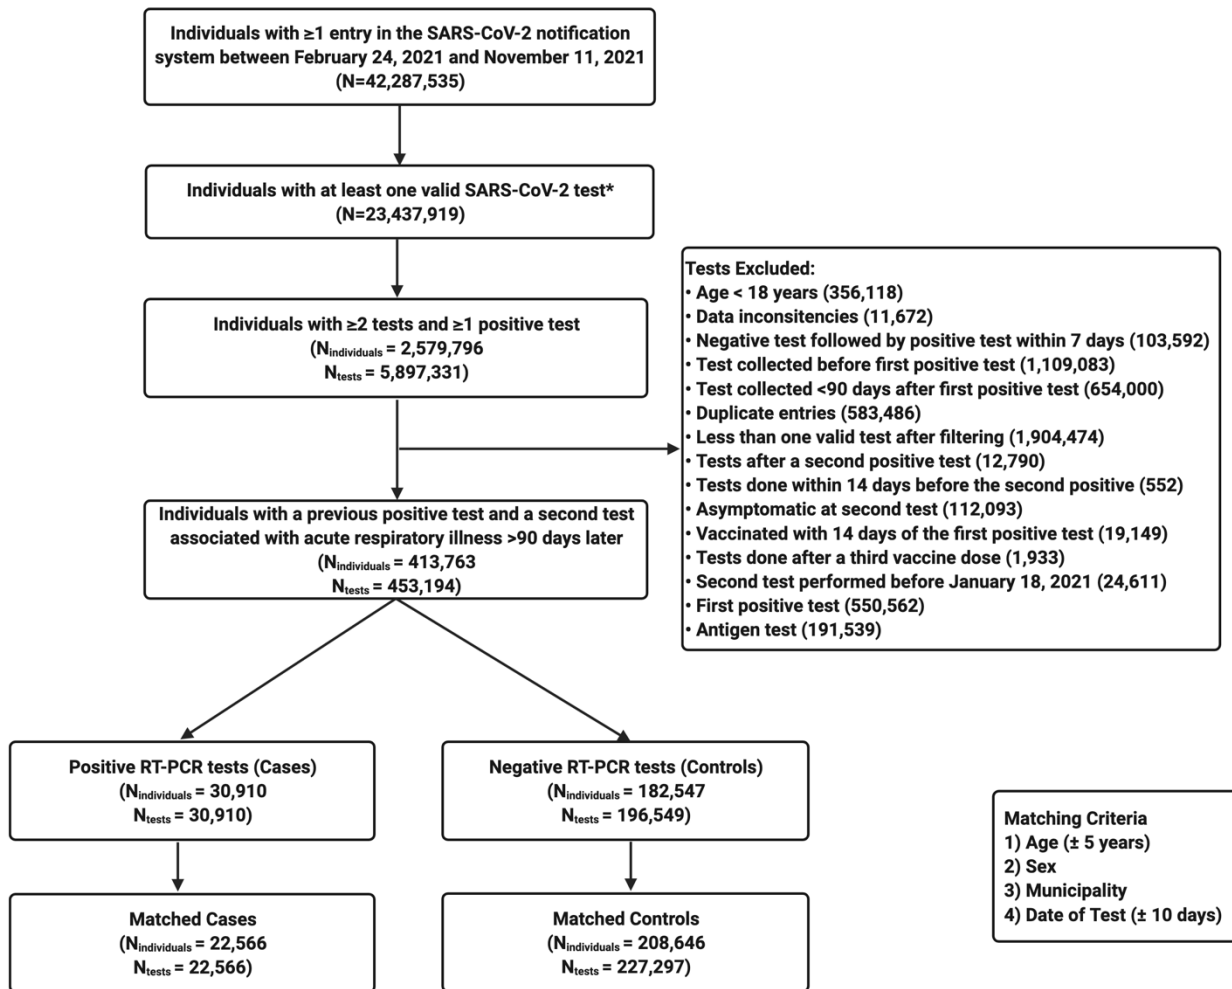 Individuals with ≥1 entry in the SARS-CoV-2 notification
system between February 24, 2021 and November 11, 2021
(N=42,287,535)
Individuals with at least one valid SARS-CoV-2 test*
(N=23,437,919)
Individuals with ≥2 tests and ≥1 positive test
(Nindividuals = 2,579,796
Ntests = 5,897,331)
Tests Excluded:
• Age < 18 years (356,118)
• Data inconsitencies (11,672)
• Negative test followed by positive test within 7 days (103,592)
• Test collected before first positive test (1,109,083)
• Test collected <90 days after first positive test (654,000)
• Duplicate entries (583,486)
• Less than one valid test after filtering (1,904,474)
• Tests after a second positive test (12,790)
• Tests done within 14 days before the second positive (552)
• Asymptomatic at second test (112,093)
• Vaccinated with 14 days of the first positive test (19,149)
• Tests done after a third vaccine dose (1,933)
• Second test performed before January 18, 2021 (24,611)
• First positive test (550,562)
• Antigen test (191,539)
Individuals with a previous positive test and a second test
associated with acute respiratory illness >90 days later
(Nindividuals = 413,763
Ntests = 453,194)
Positive RT-PCR tests (Cases)
(Nindividuals = 30,910
Ntests = 30,910)
Negative RT-PCR tests (Controls)
(Nindividuals = 182,547
Ntests = 196,549)
Matched Cases
(Nindividuals = 22,566
Ntests = 22,566)
Matched Controls
(Nindividuals = 208,646
Ntests = 227,297)
Matching Criteria
1) Age (± 5 years)
2) Sex
3) Municipality
4) Date of Test (± 10 days)